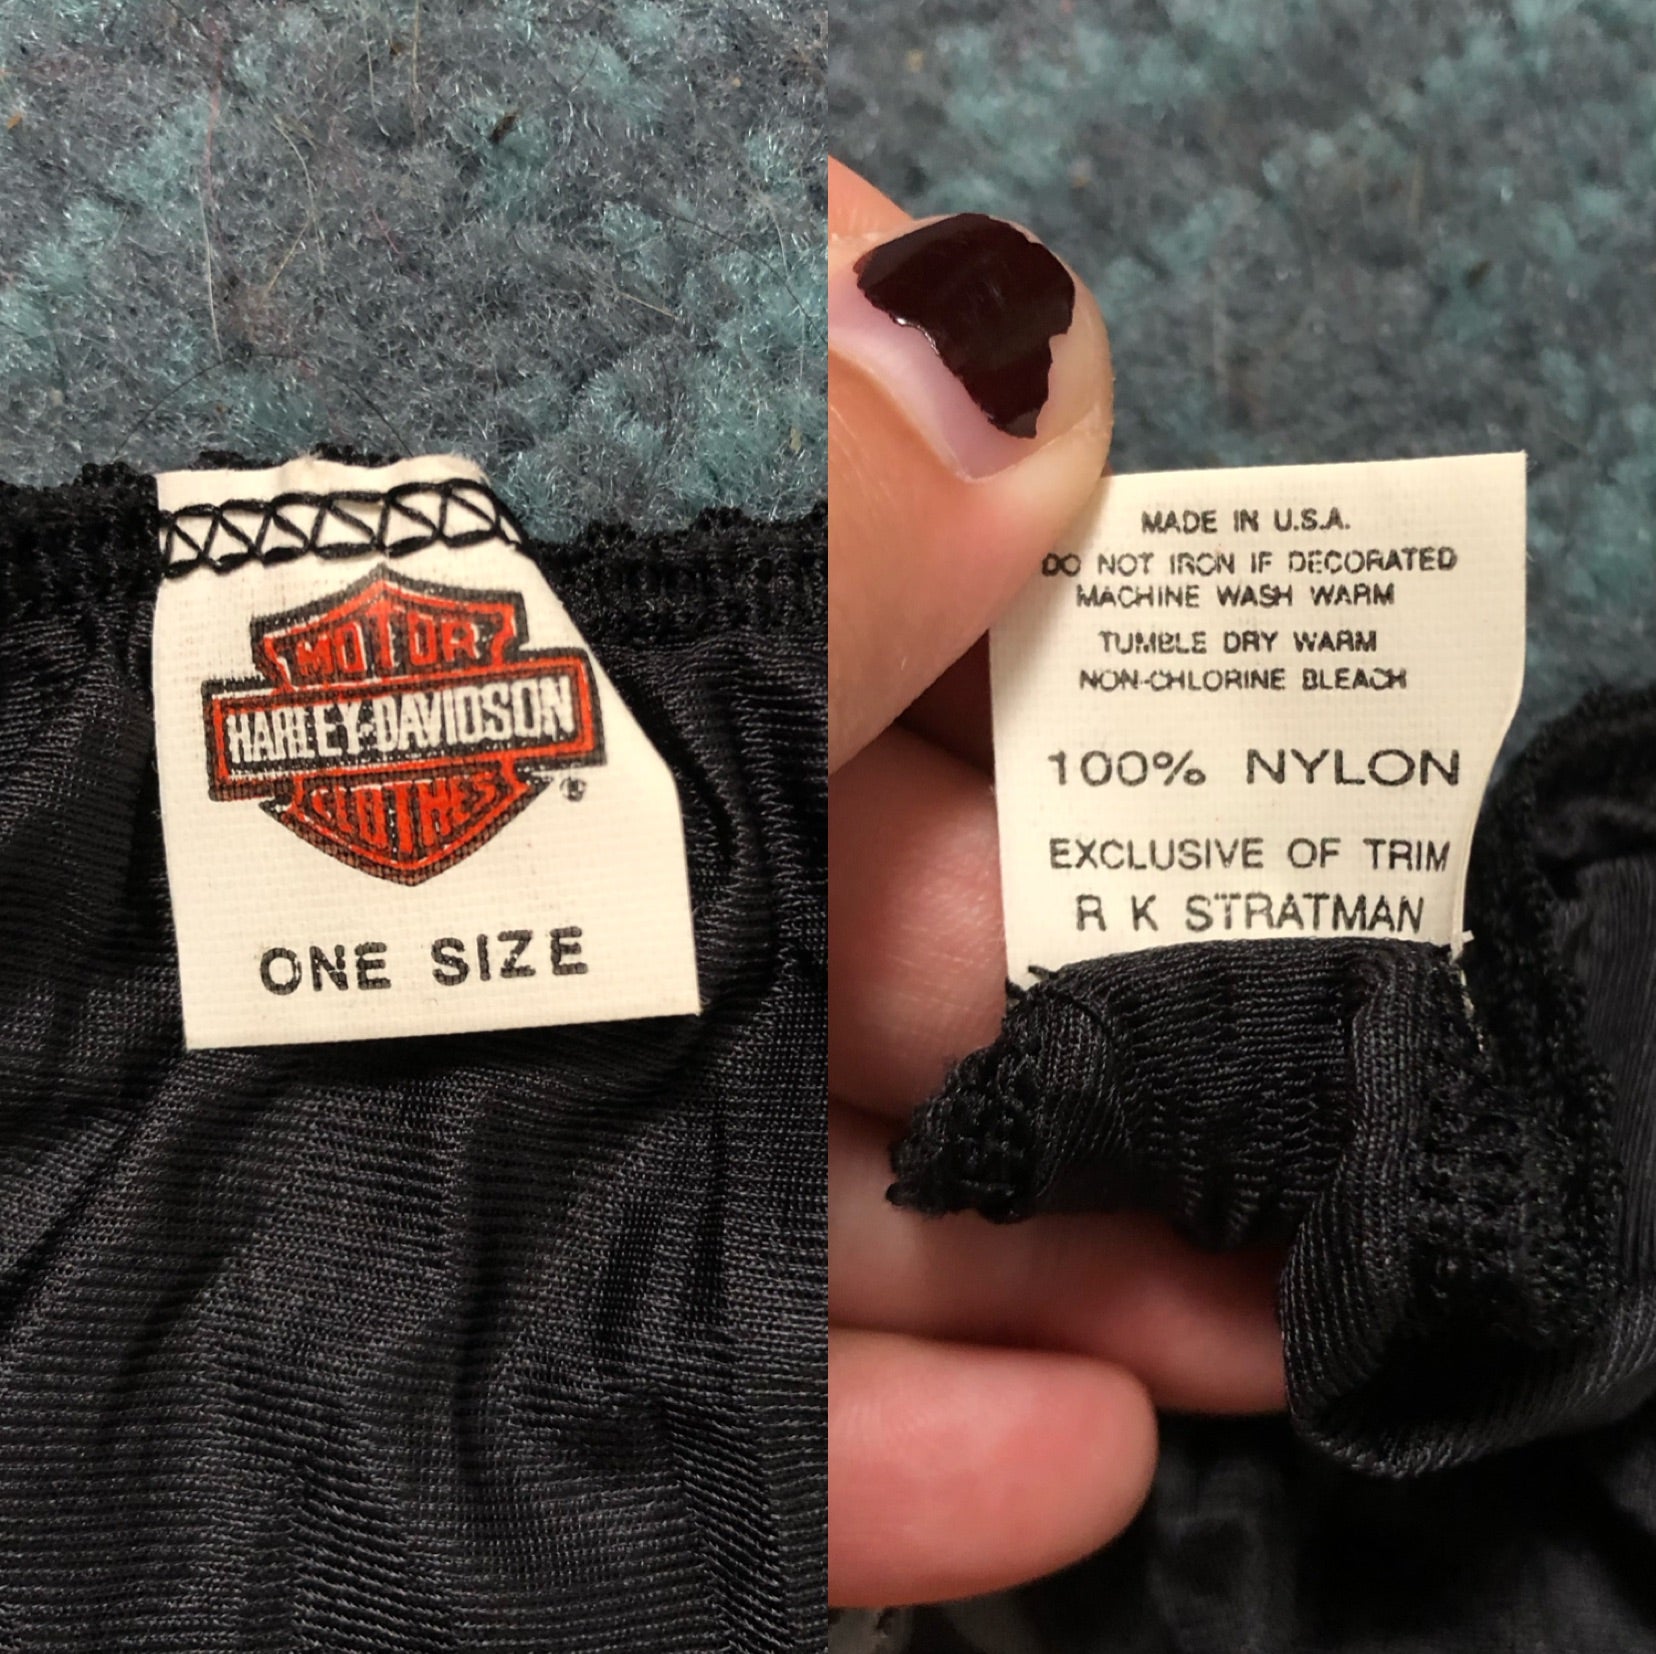 MOTOR
HARLEY-DAVIDSON
CLOTHES
®
ONE SIZE
MADE IN U.S.A.
DO NOT IRON IF DECORATED
MACHINE WASH WARM
TUMBLE DRY WARM
NON-CHLORINE BLEACH
100% NYLON
EXCLUSIVE OF TRIM
R K STRATMAN